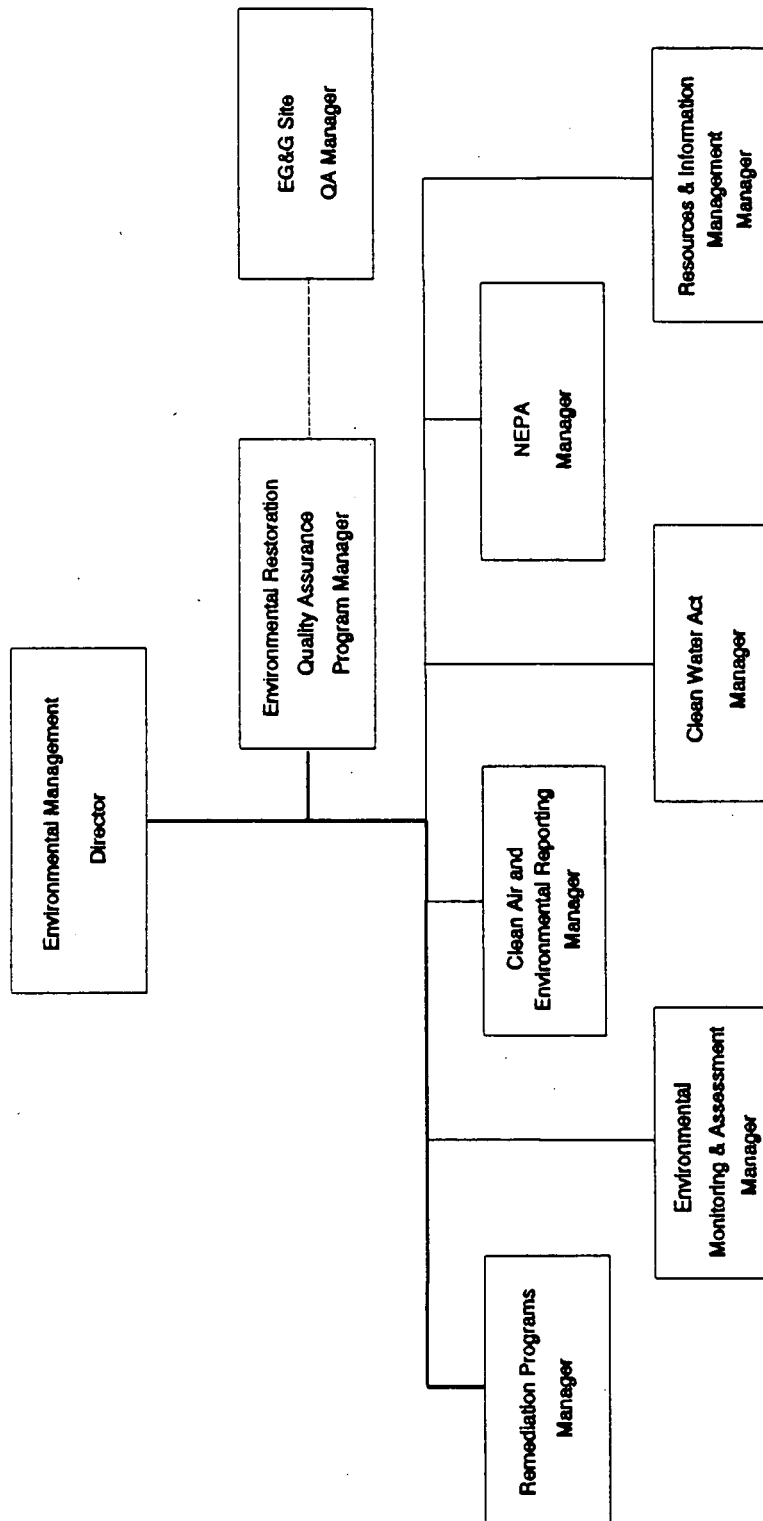 Environmental Management
Director
Environmental Restoration
Quality Assurance
Program Manager
EG&G Site
QA Manager
Remediation Programs
Manager
Clean Air and
Environmental Reporting
Manager
NEPA
Manager
Environmental
Monitoring & Assessment
Manager
Clean Water Act
Manager
Resources & Information
Management
Manager